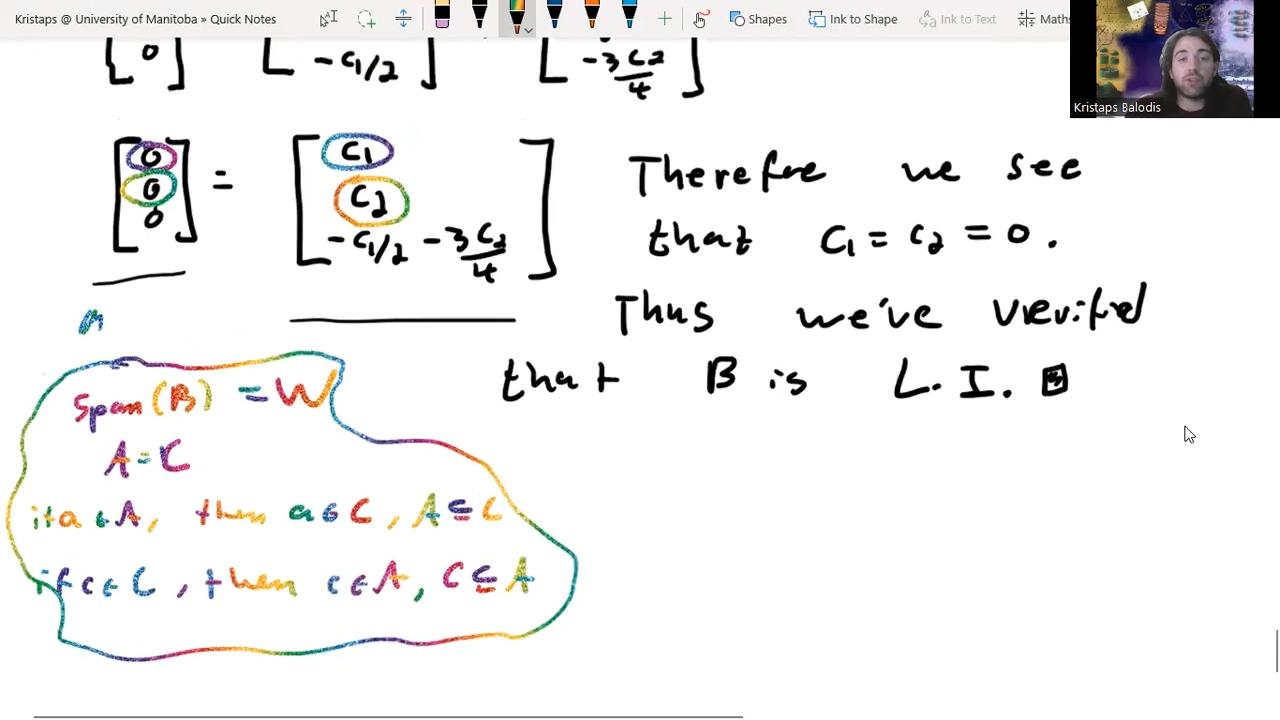 Kristaps @ University of Manitoba » Quick Notes
Shapes
Ink to Shape
Ink to Text
Maths
Kristaps Balodis
0
-C1/2
-3C2/4
[0 0 0] = [C1 C2 -C1/2 - 3C2/4]
Therefore we see
that C1 = C2 = 0.
Thus we've verified
that B is L.I.
Span(B) = W
A=C
if a∈A, then a∈C, A⊆C
if c∈C, then c∈A, C⊆A